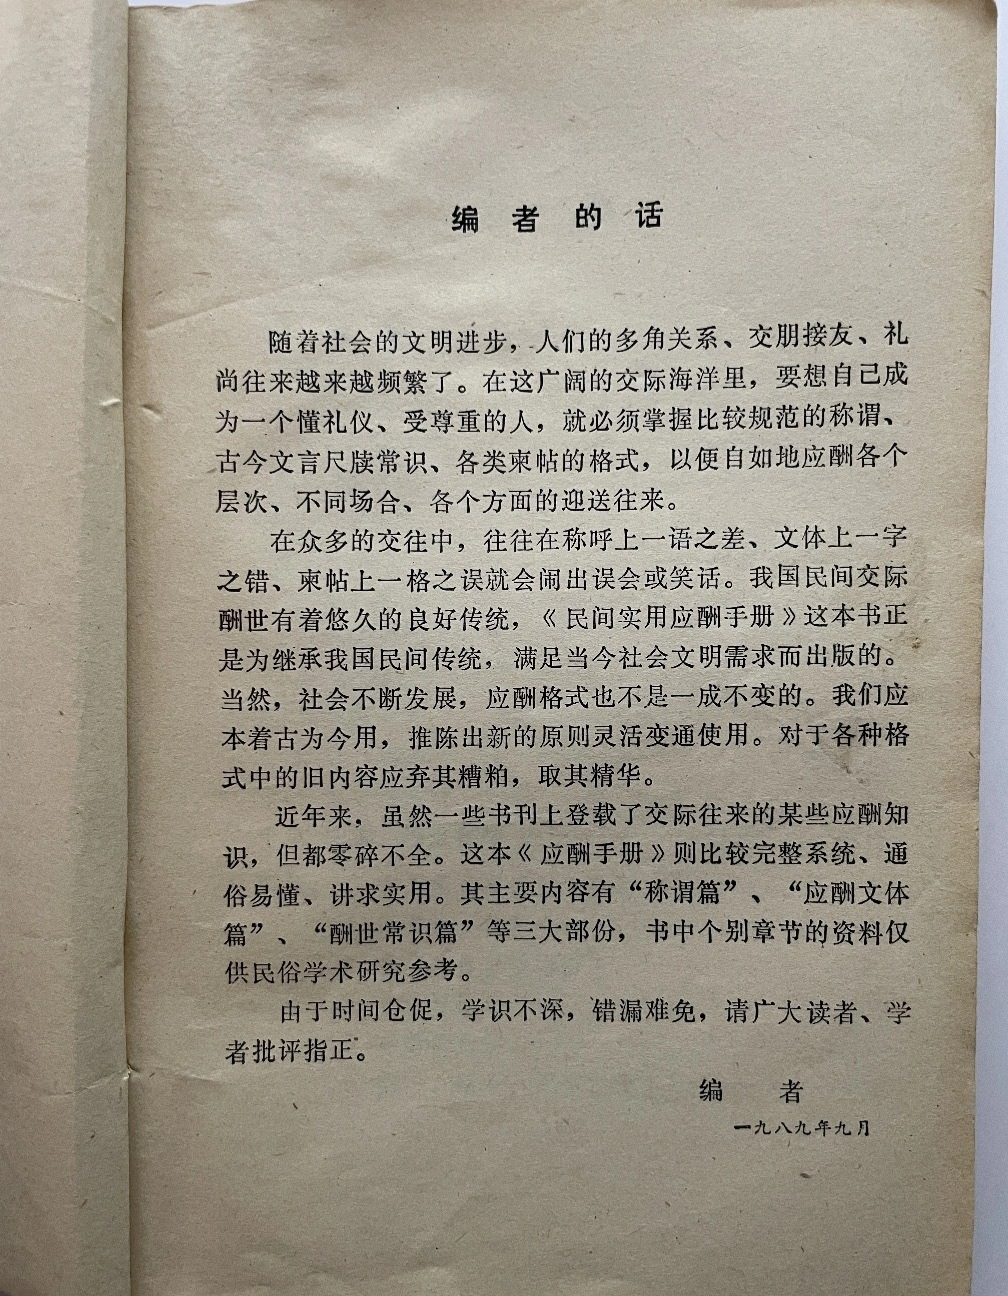 编者的话
随着社会的文明进步，人们的多角关系、交朋接友、礼
尚往来越来越频繁了。在这广阔的交际海洋里，要想自己成
为一个懂礼仪、受尊重的人，就必须掌握比较规范的称谓、
古今文言尺牍常识、各类柬帖的格式，以便自如地应酬各个
层次、不同场合、各个方面的迎送往来。
在众多的交往中，往往在称呼上一语之差、文体上一字
之错、柬帖上一格之误就会闹出误会或笑话。我国民间交际
酬世有着悠久的良好传统，《民间实用应酬手册》这本书正
是为继承我国民间传统，满足当今社会文明需求而出版的。
当然，社会不断发展，应酬格式也不是一成不变的。我们应
本着古为今用，推陈出新的原则灵活变通使用。对于各种格
式中的旧内容应弃其糟粕，取其精华。
近年来，虽然一些书刊上登载了交际往来的某些应酬知
识，但都零碎不全。这本《应酬手册》则比较完整系统、通
俗易懂、讲求实用。其主要内容有“称谓篇”、“应酬文体
篇”、“酬世常识篇”等三大部份，书中个别章节的资料仅
供民俗学术研究参考。
由于时间仓促，学识不深，错漏难免，请广大读者、学
者批评指正。
编者
一九八九年九月